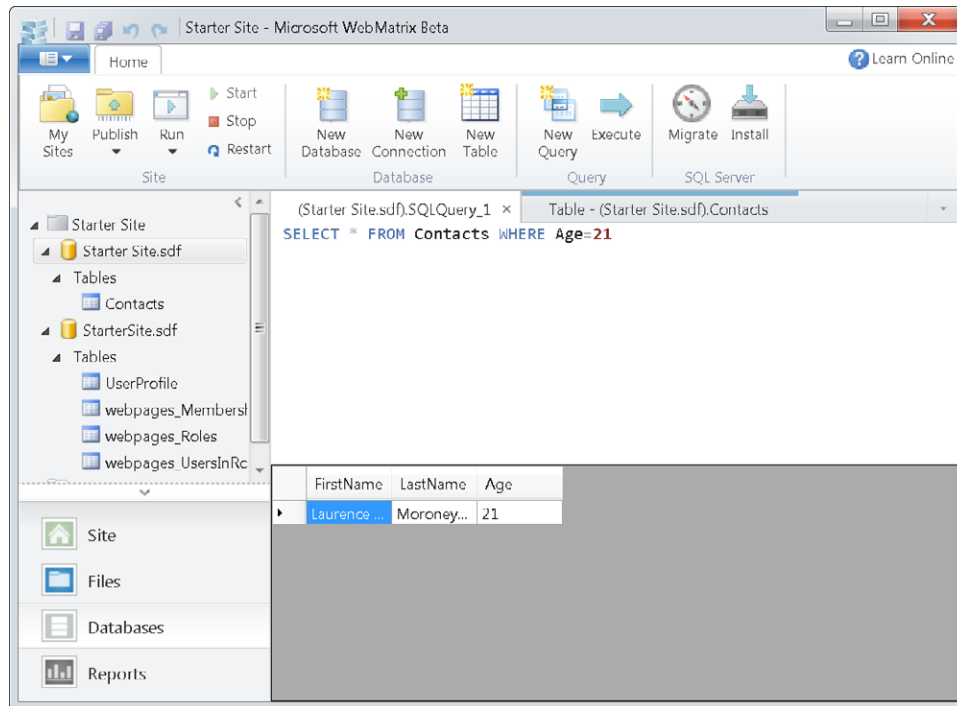 Starter Site - Microsoft WebMatrix Beta
Home
Learn Online
My Sites
Publish
Run
Start
Stop
Restart
New Database
New Connection
New Table
New Query
Execute
Migrate
Install
Site
Database
Query
SQL Server
Starter Site
Starter Site.sdf
Tables
Contacts
StarterSite.sdf
Tables
UserProfile
webpages_Membersh
webpages_Roles
webpages_UsersInRc
(Starter Site.sdf).SQLQuery_1 ×
Table - (Starter Site.sdf).Contacts
SELECT * FROM Contacts WHERE Age=21
FirstName LastName Age
Laurence ... Moroney... 21
Site
Files
Databases
Reports